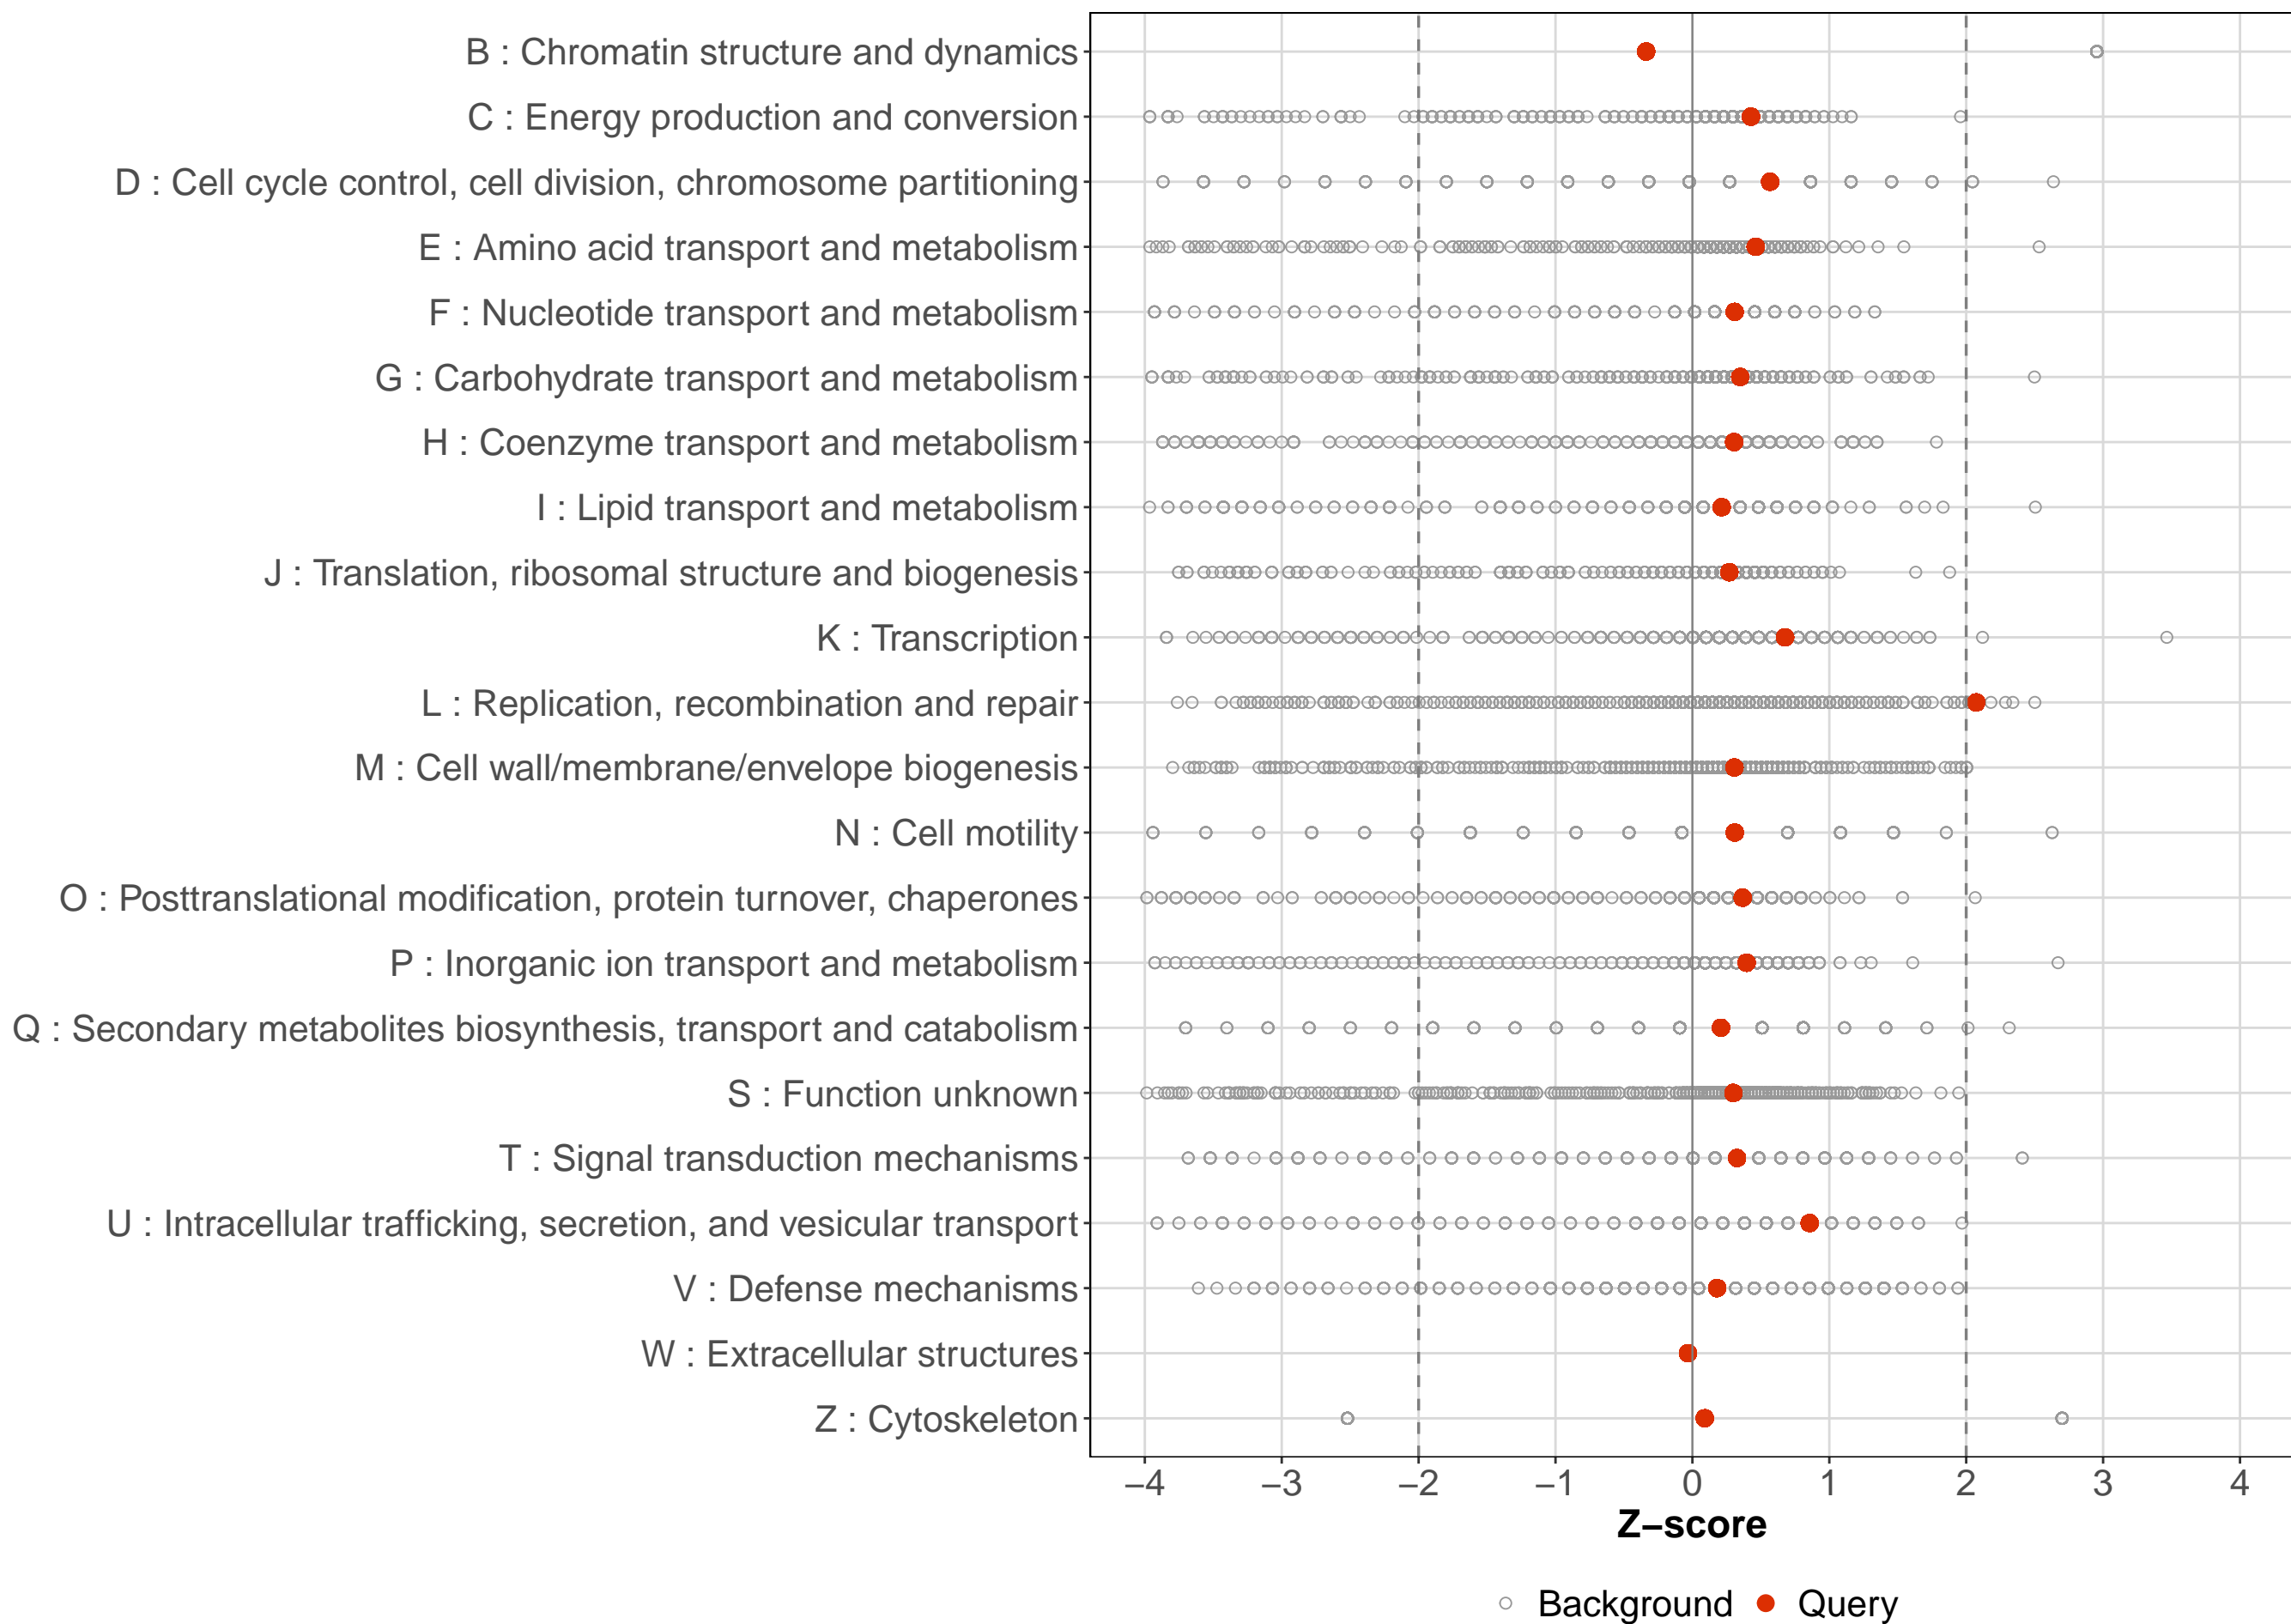 B : Chromatin structure and dynamics
C : Energy production and conversion
D : Cell cycle control, cell division, chromosome partitioning
E : Amino acid transport and metabolism
F : Nucleotide transport and metabolism
G : Carbohydrate transport and metabolism
H : Coenzyme transport and metabolism
I : Lipid transport and metabolism
J : Translation, ribosomal structure and biogenesis
K : Transcription
L : Replication, recombination and repair
M : Cell wall/membrane/envelope biogenesis
N : Cell motility
O : Posttranslational modification, protein turnover, chaperones
P : Inorganic ion transport and metabolism
Q : Secondary metabolites biosynthesis, transport and catabolism
S : Function unknown
T : Signal transduction mechanisms
U : Intracellular trafficking, secretion, and vesicular transport
V : Defense mechanisms
W : Extracellular structures
Z : Cytoskeleton
−4 −3 −2 −1 0 1 2 3 4
Z−score
Background Query